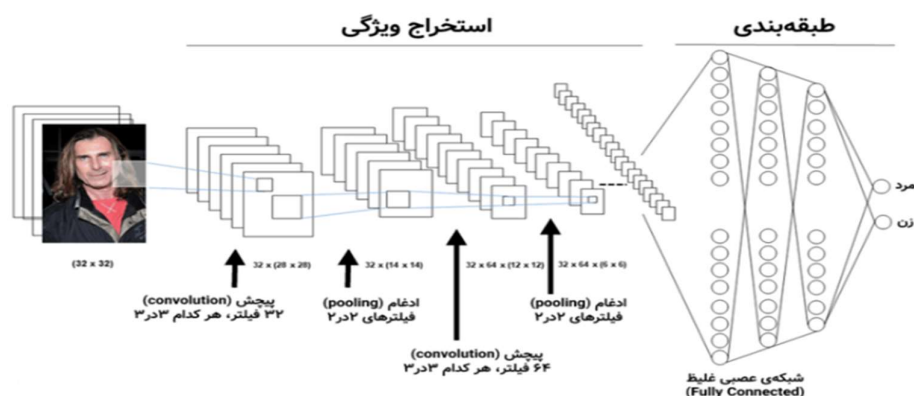 استخراج ویژگی
طبقه‌بندی
مرد
زن
(32 x 32)
32 x (28 x 28)
32 x (14 x 14)
32 x 64 x (12 x 12)
32 x 64 x (6 x 6)
پیچش (convolution)
۳۲ فیلتر، هر کدام ۳در۳
ادغام (pooling)
فیلترهای ۲در۲
پیچش (convolution)
۶۴ فیلتر، هر کدام ۳در۳
ادغام (pooling)
فیلترهای ۲در۲
شبکه‌ی عصبی غلیظ
(Fully Connected)